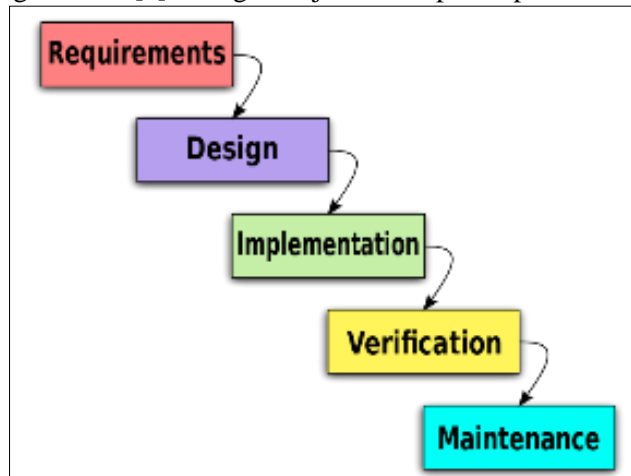 Requirements
Design
Implementation
Verification
Maintenance